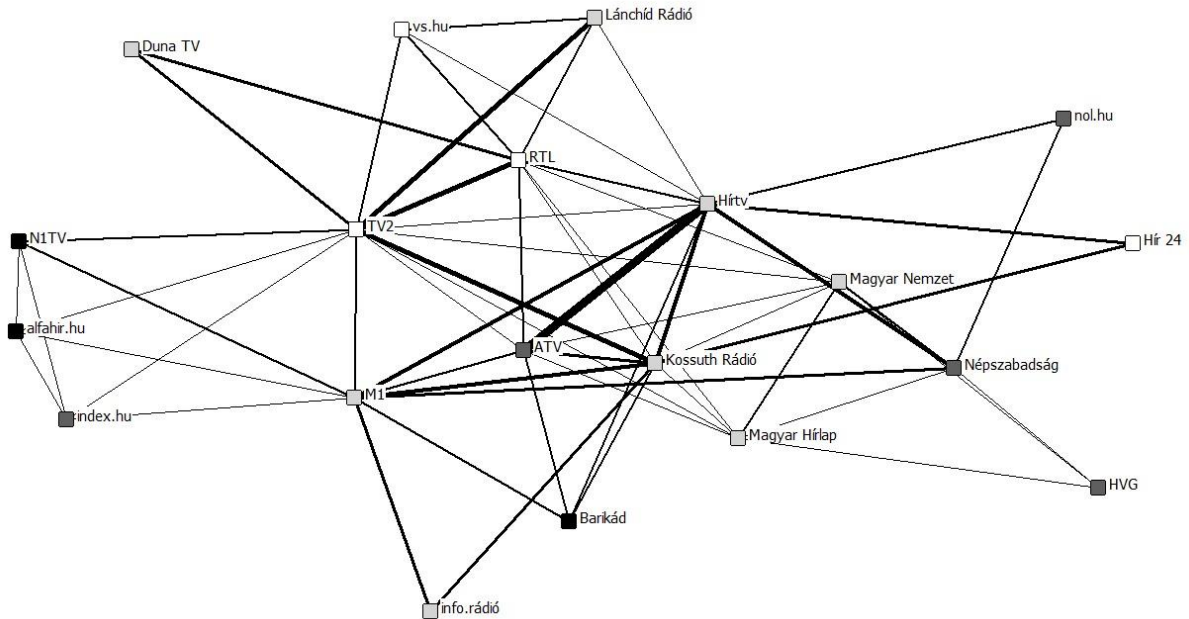 Lánchíd Rádió
vs.hu
Duna TV
nol.hu
RTL
Hírtv
TV2
N1TV
Hír 24
Magyar Nemzet
alfahir.hu
ATV
Kossuth Rádió
Népszabadság
M1
index.hu
Magyar Hírlap
HVG
Barikád
info.rádió